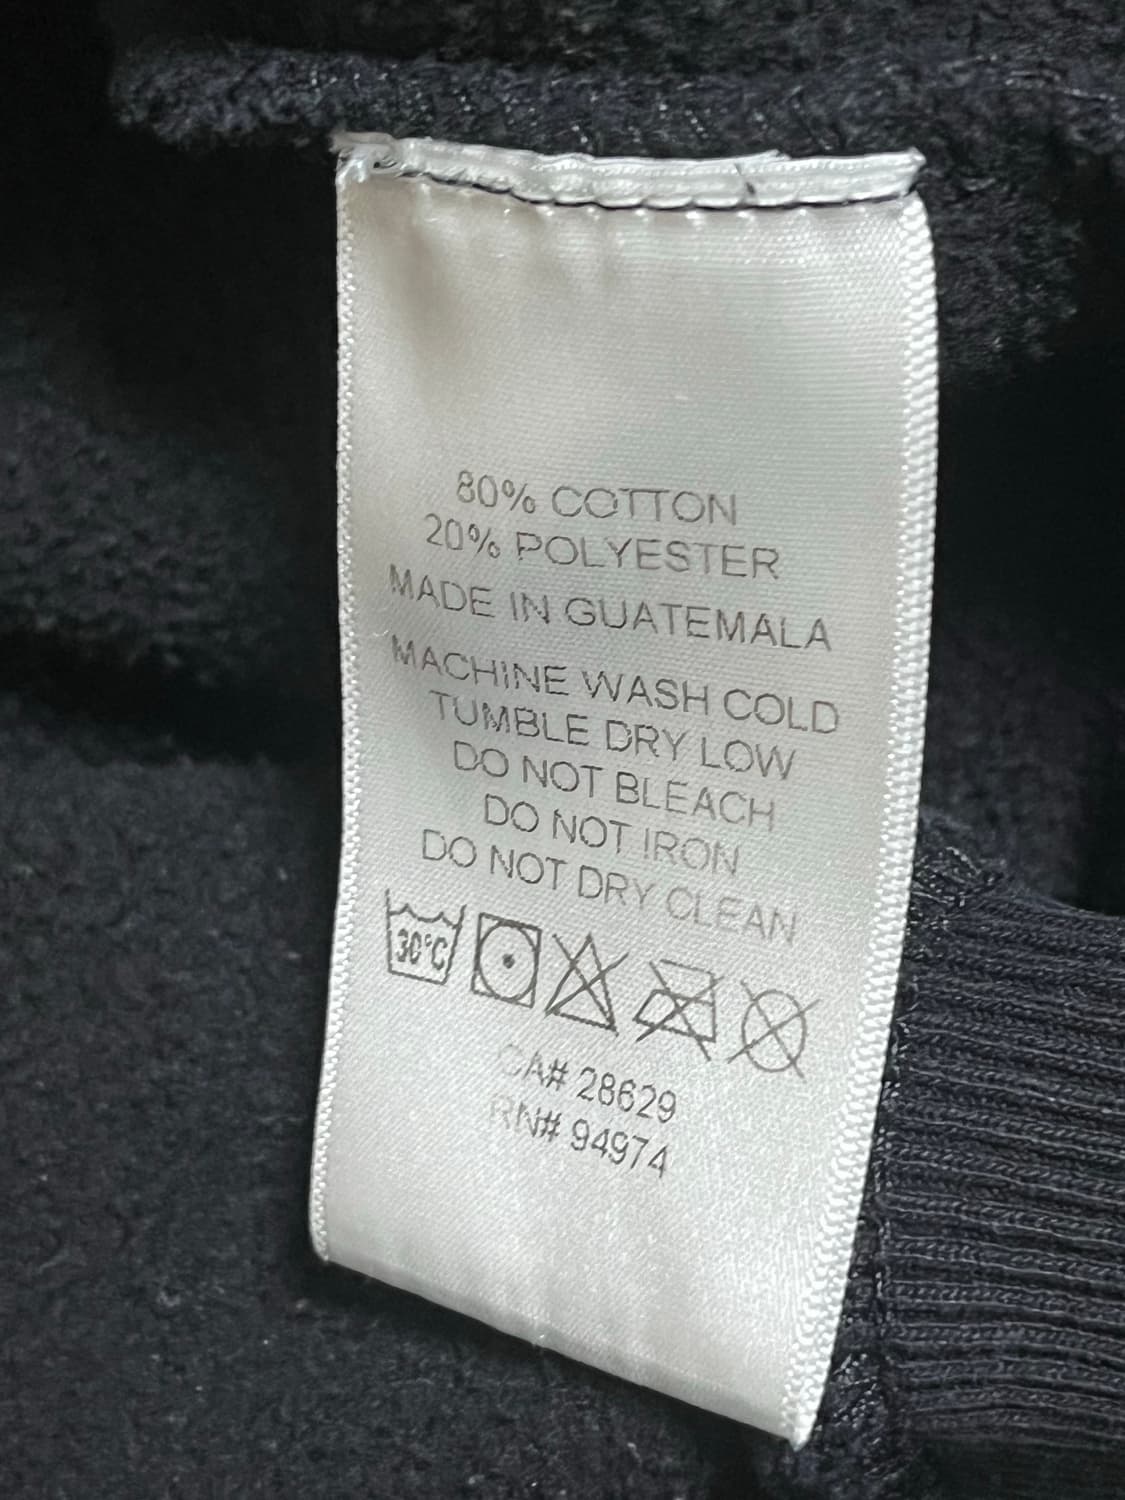 80% COTTON
20% POLYESTER
MADE IN GUATEMALA
MACHINE WASH COLD
TUMBLE DRY LOW
DO NOT BLEACH
DO NOT IRON
DO NOT DRY CLEAN
30°C
CA# 28629
RN# 94974